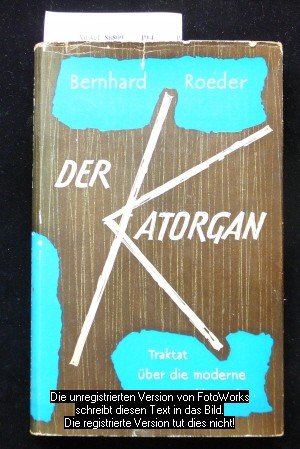 Bernhard Roeder
DER
KATORGAN
Traktat
über die moderne
Die unregistrierten Version von FotoWorks
schreibt diesen Text in das Bild.
Die registrierte Version tut dies nicht!